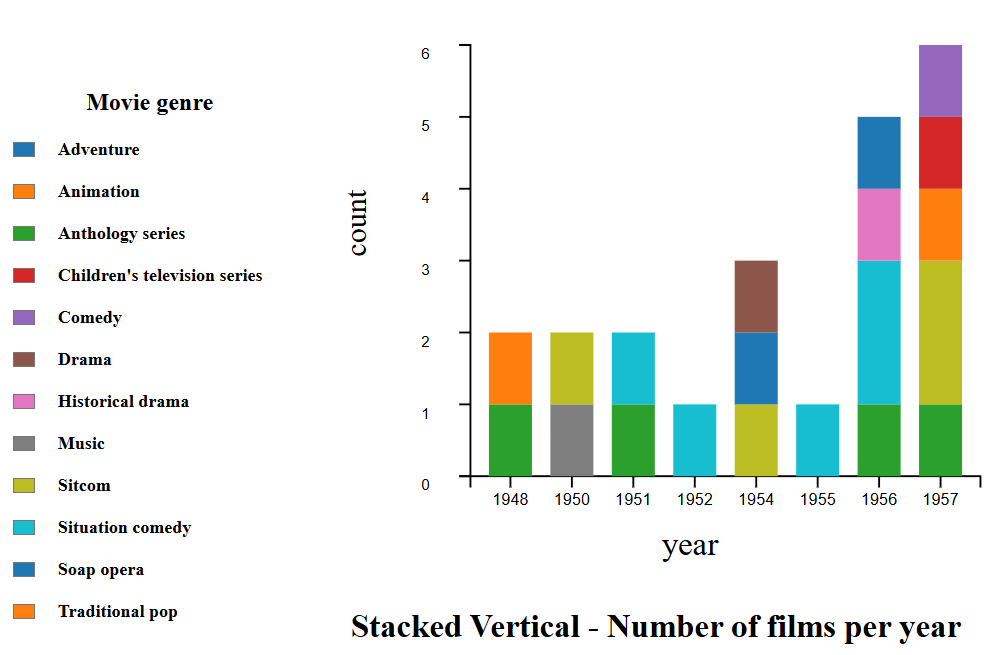 Movie genre
Adventure
Animation
Anthology series
Children's television series
Comedy
Drama
Historical drama
Music
Sitcom
Situation comedy
Soap opera
Traditional pop
count
6
5
4
3
2
1
0
1948 1950 1951 1952 1954 1955 1956 1957
year
Stacked Vertical - Number of films per year